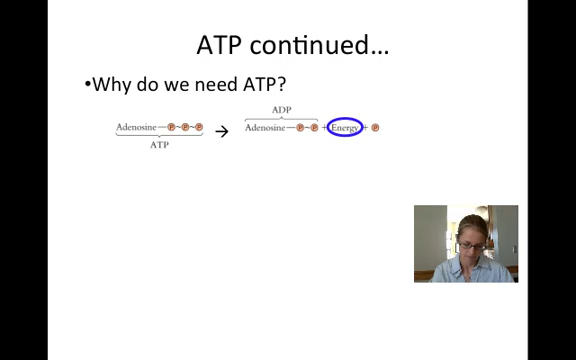 ATP continued...
•Why do we need ATP?
ADP
Adenosine—P~P~P → Adenosine—P~P + Energy + P
ATP